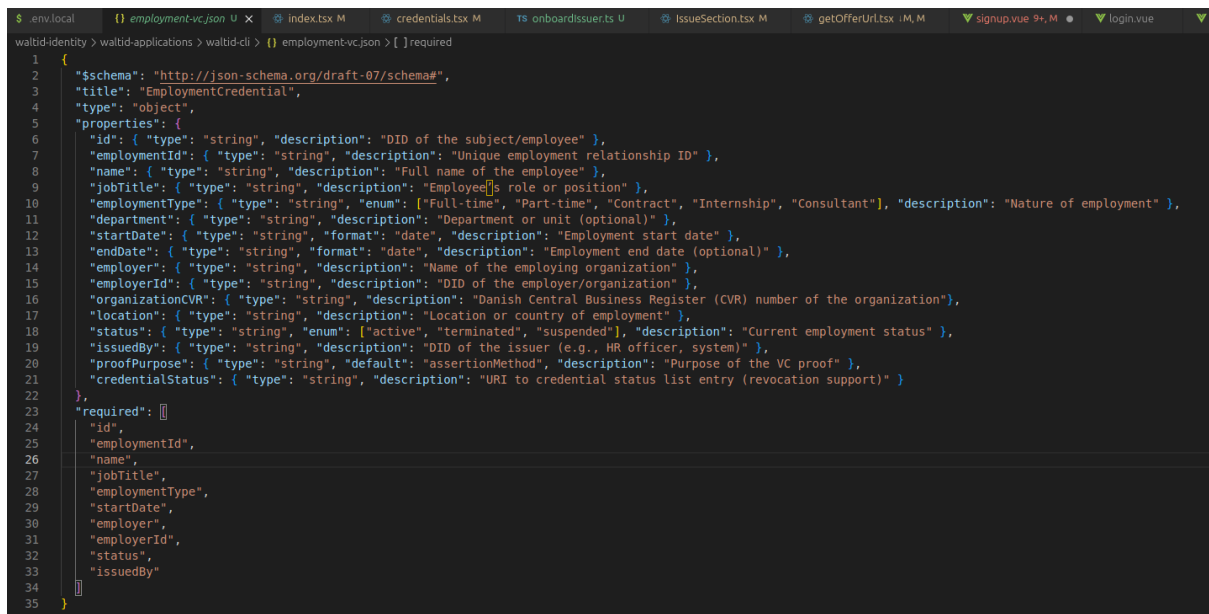 $ .env.local {} employment-vc.json U × index.tsx M credentials.tsx M TS onboardIssuer.ts U IssueSection.tsx M getOfferUrl.tsx ↓M, M signup.vue 9+, M ● login.vue
waltid-identity > waltid-applications > waltid-cli > {} employment-vc.json > [ ] required
1 {
2 "$schema": "http://json-schema.org/draft-07/schema#",
3 "title": "EmploymentCredential",
4 "type": "object",
5 "properties": {
6 "id": { "type": "string", "description": "DID of the subject/employee" },
7 "employmentId": { "type": "string", "description": "Unique employment relationship ID" },
8 "name": { "type": "string", "description": "Full name of the employee" },
9 "jobTitle": { "type": "string", "description": "Employee’s role or position" },
10 "employmentType": { "type": "string", "enum": ["Full-time", "Part-time", "Contract", "Internship", "Consultant"], "description": "Nature of employment" },
11 "department": { "type": "string", "description": "Department or unit (optional)" },
12 "startDate": { "type": "string", "format": "date", "description": "Employment start date" },
13 "endDate": { "type": "string", "format": "date", "description": "Employment end date (optional)" },
14 "employer": { "type": "string", "description": "Name of the employing organization" },
15 "employerId": { "type": "string", "description": "DID of the employer/organization" },
16 "organizationCVR": { "type": "string", "description": "Danish Central Business Register (CVR) number of the organization"},
17 "location": { "type": "string", "description": "Location or country of employment" },
18 "status": { "type": "string", "enum": ["active", "terminated", "suspended"], "description": "Current employment status" },
19 "issuedBy": { "type": "string", "description": "DID of the issuer (e.g., HR officer, system)" },
20 "proofPurpose": { "type": "string", "default": "assertionMethod", "description": "Purpose of the VC proof" },
21 "credentialStatus": { "type": "string", "description": "URI to credential status list entry (revocation support)" }
22 },
23 "required": [
24 "id",
25 "employmentId",
26 "name",
27 "jobTitle",
28 "employmentType",
29 "startDate",
30 "employer",
31 "employerId",
32 "status",
33 "issuedBy"
34 ]
35 }